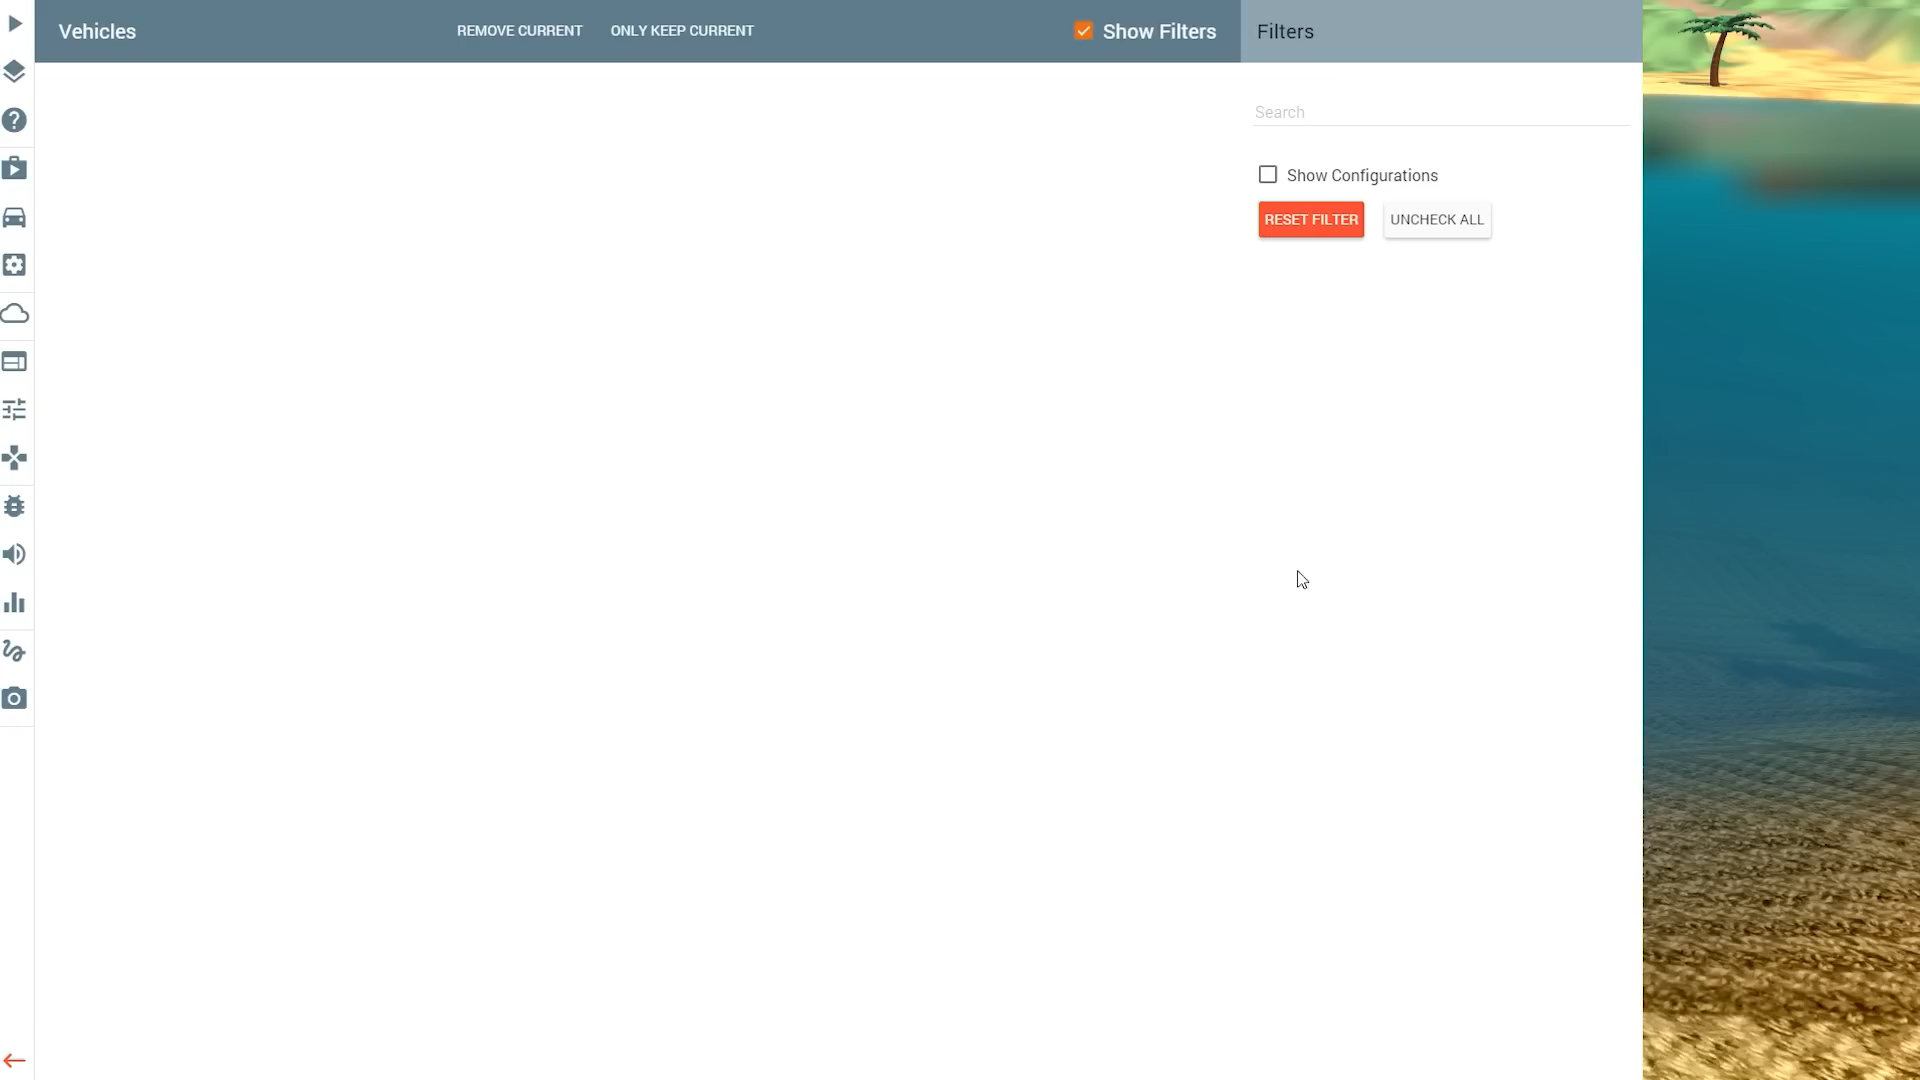 Vehicles
REMOVE CURRENT
ONLY KEEP CURRENT
Show Filters
Filters
Search
Show Configurations
RESET FILTER
UNCHECK ALL